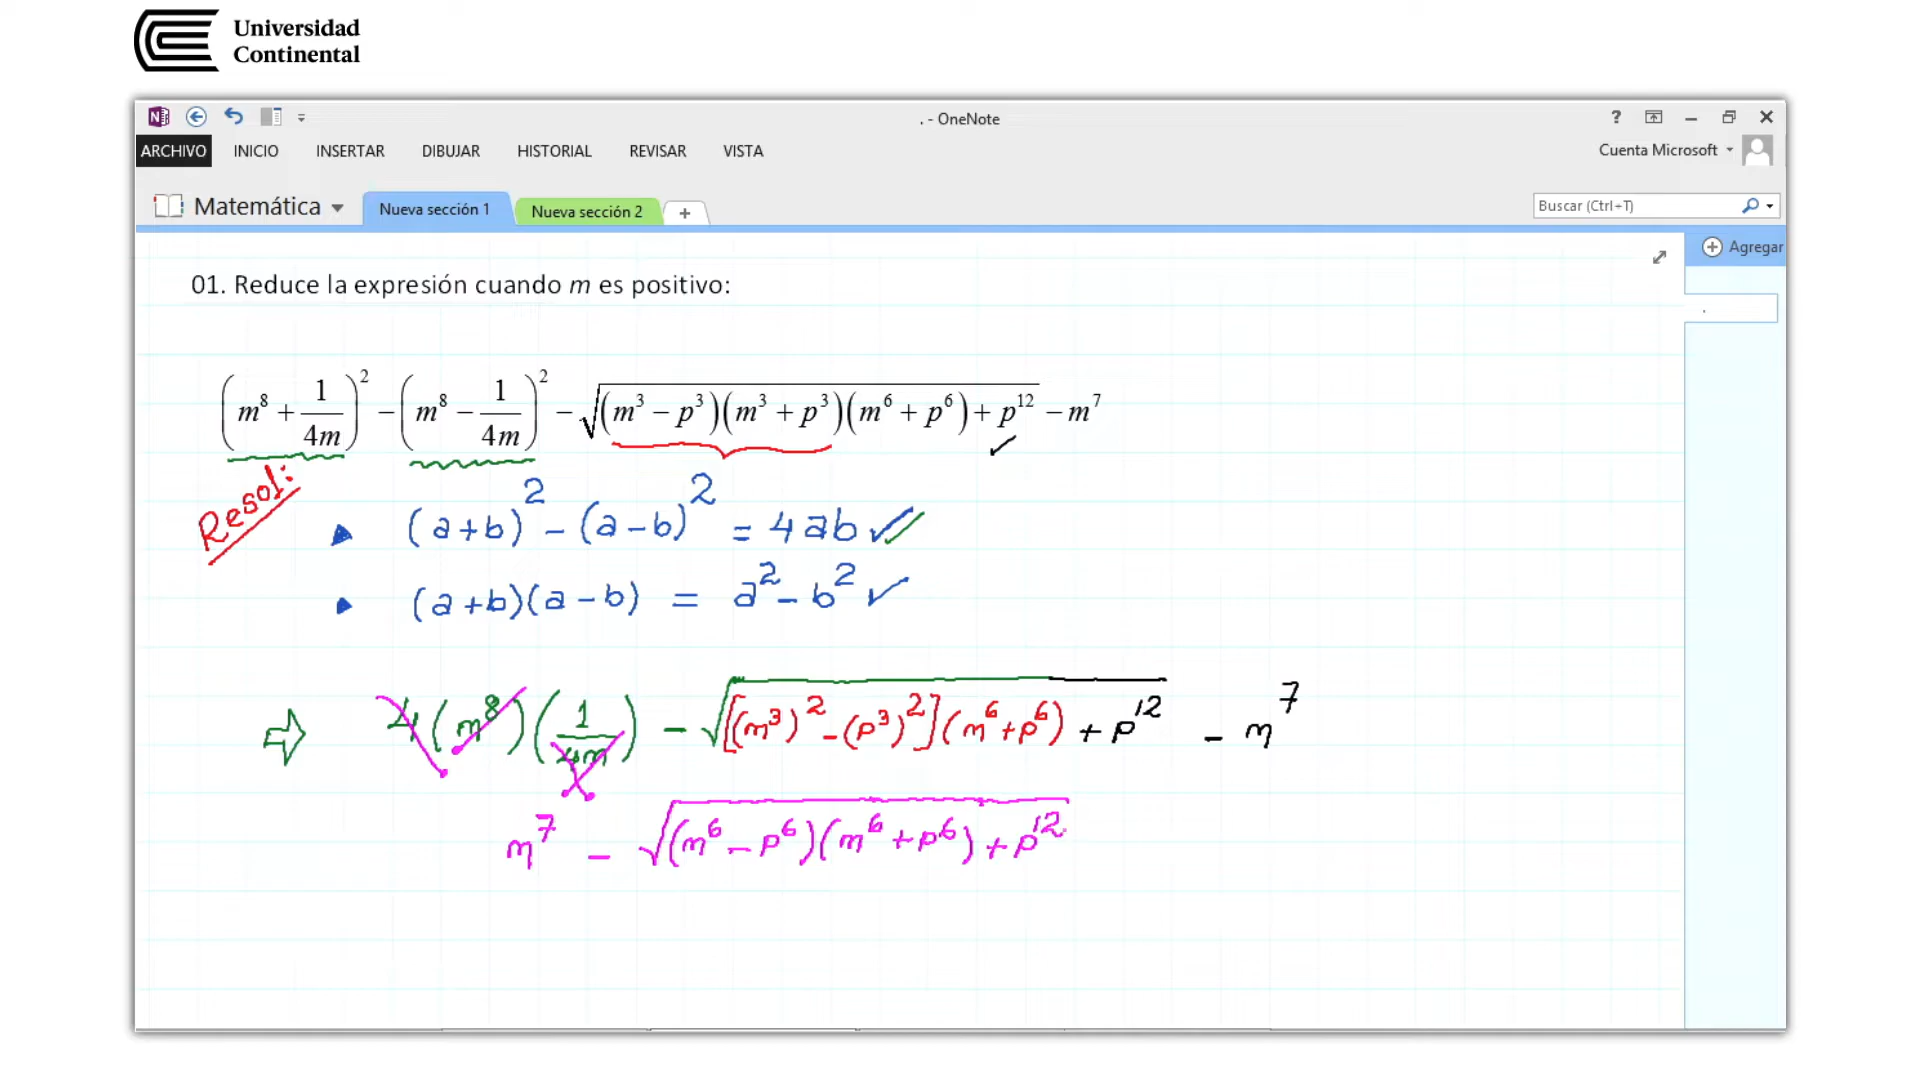 Universidad
Continental
. - OneNote
?
ARCHIVO INICIO INSERTAR DIBUJAR HISTORIAL REVISAR VISTA
Cuenta Microsoft
Matemática Nueva sección 1 Nueva sección 2 +
Buscar (Ctrl+T)
Agregar
01. Reduce la expresión cuando m es positivo:
(m⁸ + 1/4m)² − (m⁸ − 1/4m)² − √((m³ − p³)(m³ + p³)(m⁶ + p⁶) + p¹²) − m⁷
Resol:
(a+b)² − (a−b)² = 4ab
(a+b)(a−b) = a² − b²
⇒ 4(m⁸)(1/4m) − √([(m³)² − (p³)²](m⁶+p⁶) + p¹²) − m⁷
m⁷ − √((m⁶ − p⁶)(m⁶ + p⁶) + p¹²)